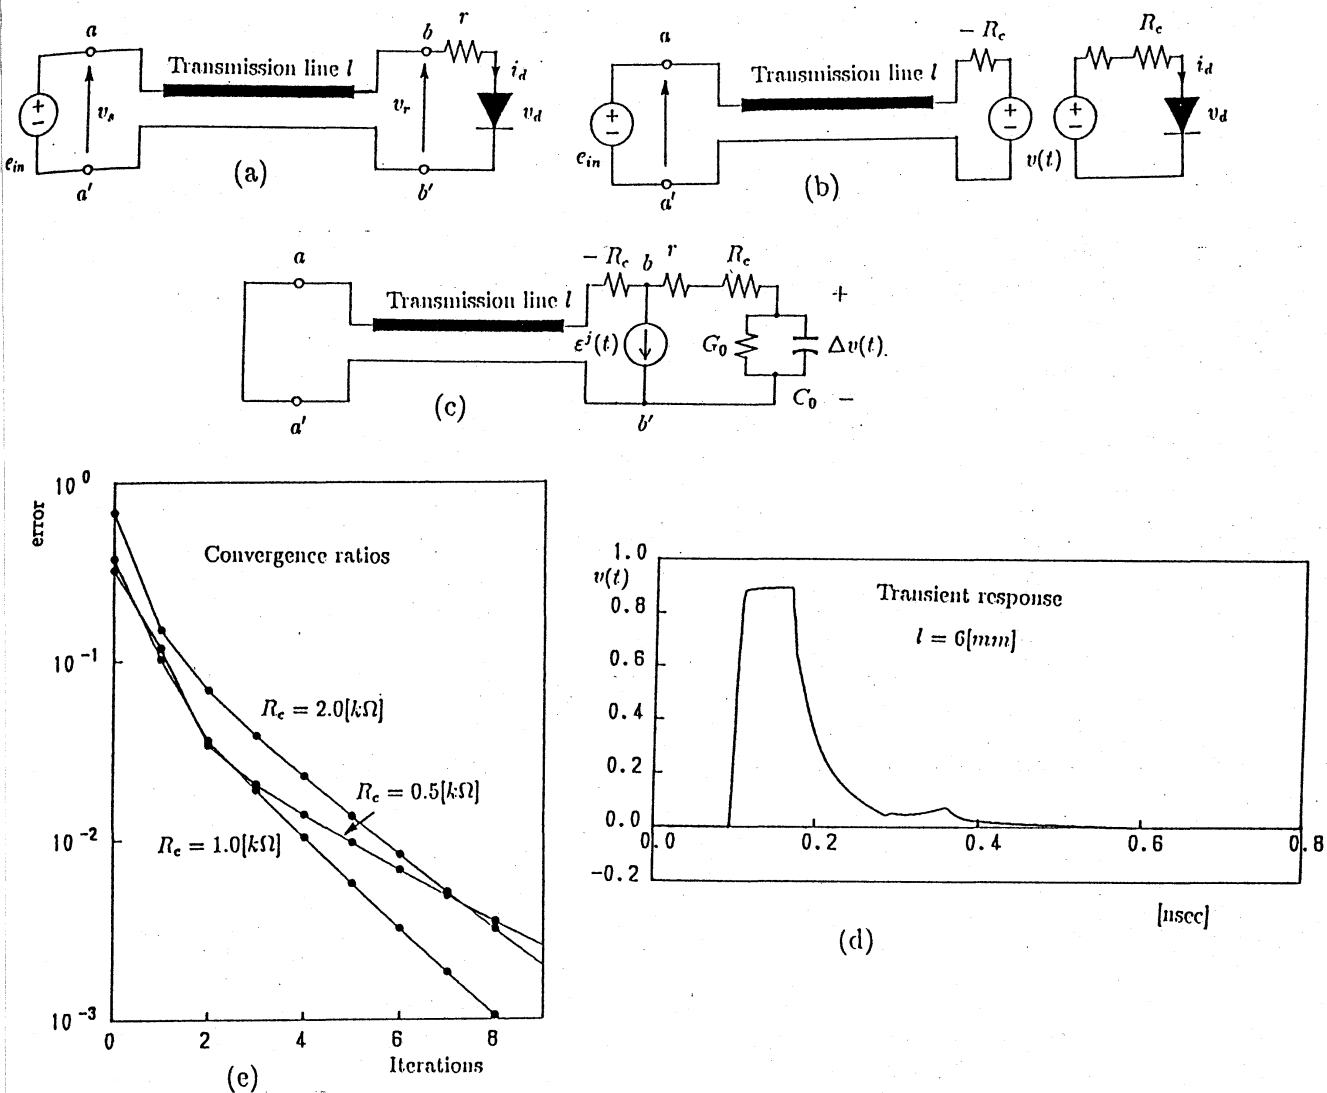 a
b
r
Transmission line l
i_d
v_s
v_r
v_d
+
−
e_in
a'
b'
(a)
a
− R_c
R_c
Transmission line l
i_d
+
−
+
−
+
−
v_d
e_in
v(t)
a'
(b)
a
− R_c
b
r
R_c
Transmission line l
+
ε^j(t)
G_0
Δv(t)
C_0
−
a'
b'
(c)
10^0
error
Convergence ratios
10^-1
R_c = 2.0[kΩ]
R_c = 0.5[kΩ]
10^-2
R_c = 1.0[kΩ]
10^-3
0
2
4
6
8
Iterations
(e)
1.0
v(t)
Transient response
0.8
l = 6[mm]
0.6
0.4
0.2
0.0
0.0
0.2
0.4
0.6
0.8
-0.2
[nsec]
(d)